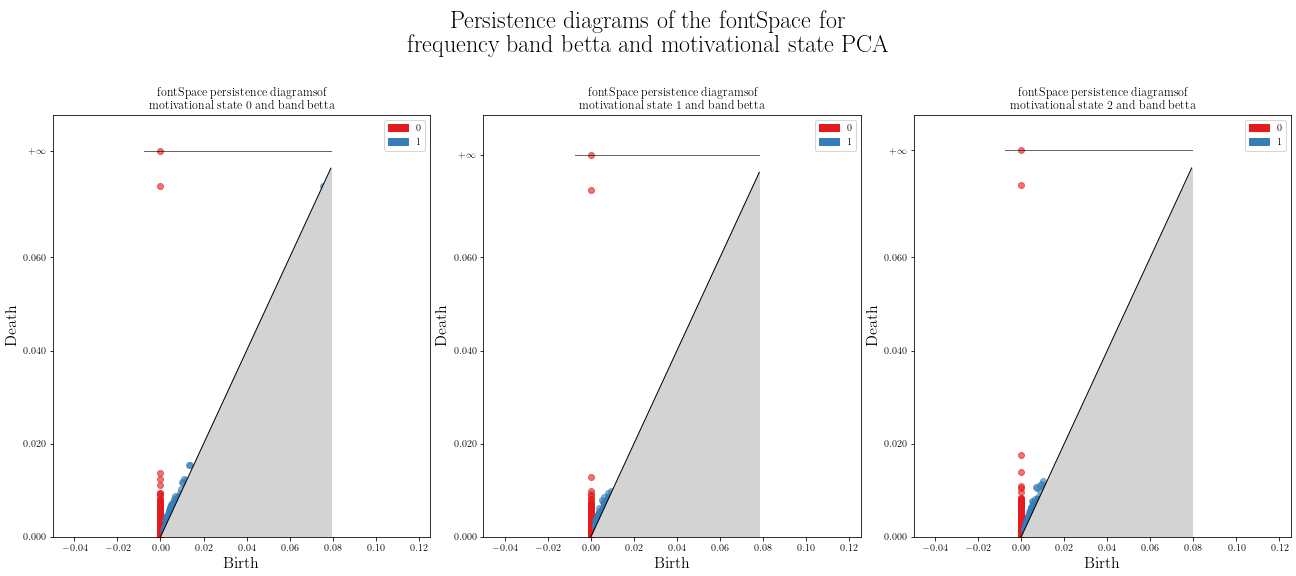 Persistence diagrams of the fontSpace for
frequency band betta and motivational state PCA
fontSpace persistence diagramsof
motivational state 0 and band betta
0
1
+∞
0.060
0.040
0.020
0.000
Death
−0.04 −0.02 0.00 0.02 0.04 0.06 0.08 0.10 0.12
Birth
fontSpace persistence diagramsof
motivational state 1 and band betta
0
1
+∞
0.060
0.040
0.020
0.000
Death
−0.04 −0.02 0.00 0.02 0.04 0.06 0.08 0.10 0.12
Birth
fontSpace persistence diagramsof
motivational state 2 and band betta
0
1
+∞
0.060
0.040
0.020
0.000
Death
−0.04 −0.02 0.00 0.02 0.04 0.06 0.08 0.10 0.12
Birth